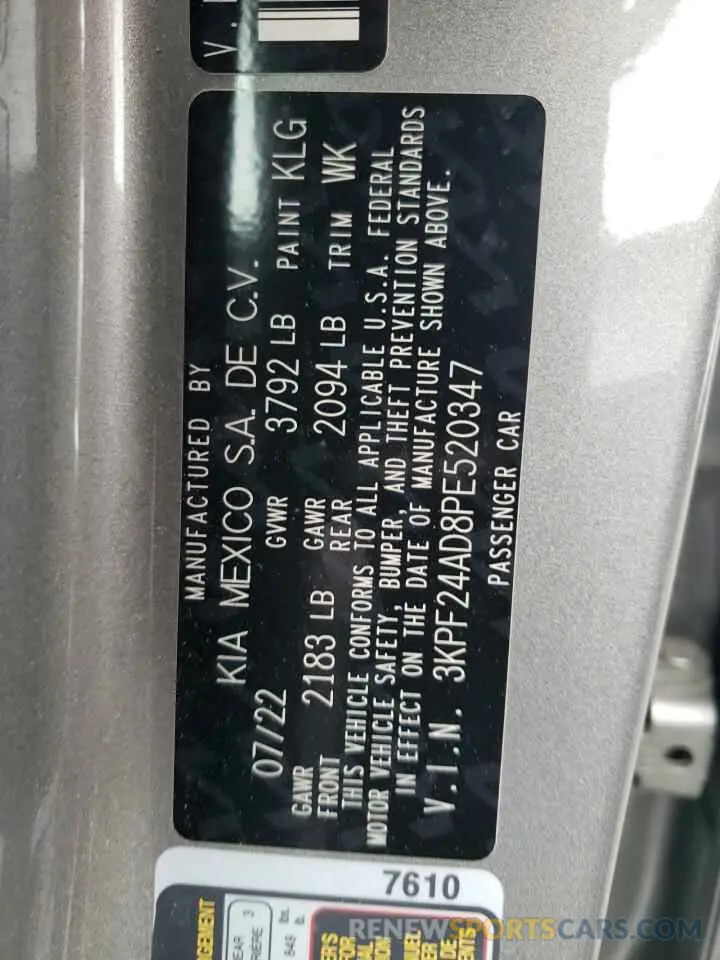 V.I
MANUFACTURED BY
KIA MEXICO S.A. DE C.V.
07/22 GVWR 3792 LB PAINT KLG
GAWR FRONT 2183 LB GAWR REAR 2094 LB TRIM WK
THIS VEHICLE CONFORMS TO ALL APPLICABLE U.S.A. FEDERAL
MOTOR VEHICLE SAFETY, BUMPER, AND THEFT PREVENTION STANDARDS
IN EFFECT ON THE DATE OF MANUFACTURE SHOWN ABOVE.
V.I.N. 3KPF24AD8PE520347
PASSENGER CAR
7610
RENEWSPORTSCARS.COM